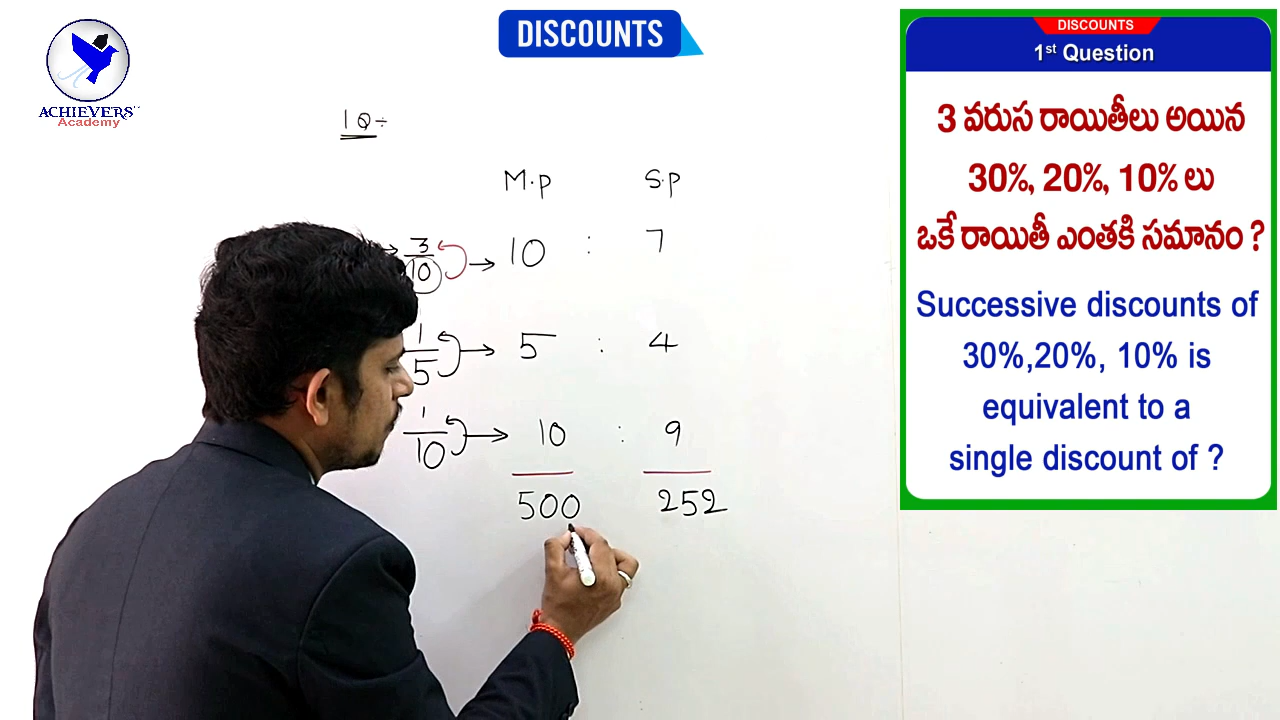 DISCOUNTS
ACHIEVERS
Academy
1Q÷
M.P S.P
3/10 → 10 : 7
1/5 → 5 : 4
1/10 → 10 : 9
500 252
DISCOUNTS
1st Question
3 వరుస రాయితీలు అయిన
30%, 20%, 10% లు
ఒకే రాయితీ ఎంతకి సమానం ?
Successive discounts of
30%,20%, 10% is
equivalent to a
single discount of ?